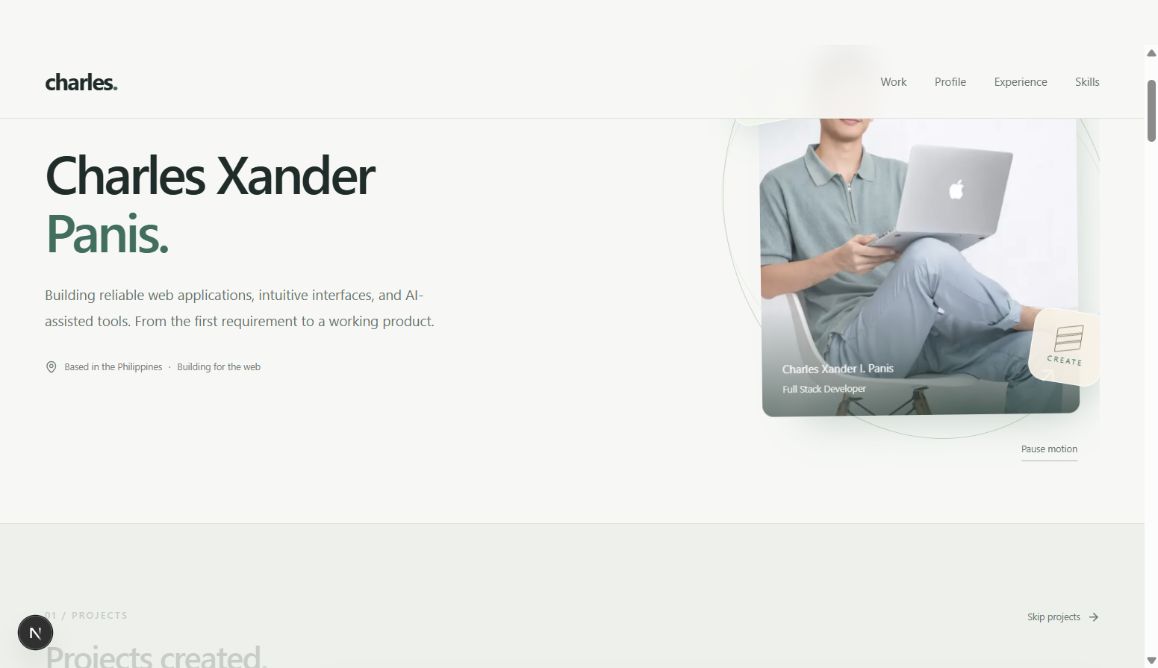 charles.
Work
Profile
Experience
Skills
Charles Xander
Panis.
Building reliable web applications, intuitive interfaces, and AI-
assisted tools. From the first requirement to a working product.
Based in the Philippines · Building for the web
CREATE
Charles Xander I. Panis
Full Stack Developer
Pause motion
01 / PROJECTS
Skip projects →
N
Projects created.